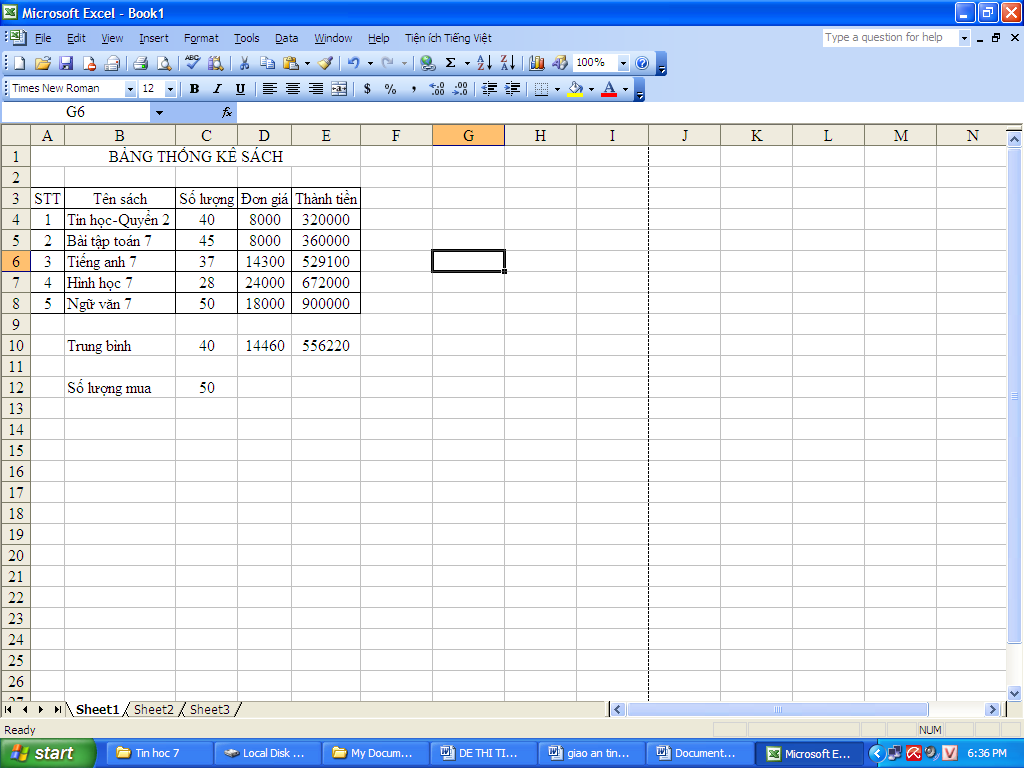 Microsoft Excel - Book1
File Edit View Insert Format Tools Data Window Help Tiện ích Tiếng Việt Type a question for help
100%
Times New Roman 12 B I U $ % ,
G6 fx
A B C D E F G H I J K L M N
1 BẢNG THỐNG KÊ SÁCH
2
3 STT Tên sách Số lượng Đơn giá Thành tiền
4 1 Tin học-Quyển 2 40 8000 320000
5 2 Bài tập toán 7 45 8000 360000
6 3 Tiếng anh 7 37 14300 529100
7 4 Hình học 7 28 24000 672000
8 5 Ngữ văn 7 50 18000 900000
9
10 Trung bình 40 14460 556220
11
12 Số lượng mua 50
13
14
15
16
17
18
19
20
21
22
23
24
25
26
27
Sheet1 Sheet2 Sheet3
Ready NUM
start Tin hoc 7 Local Disk ... My Docum... DE THI TI... giao an tin... Document... Microsoft E... V 6:36 PM